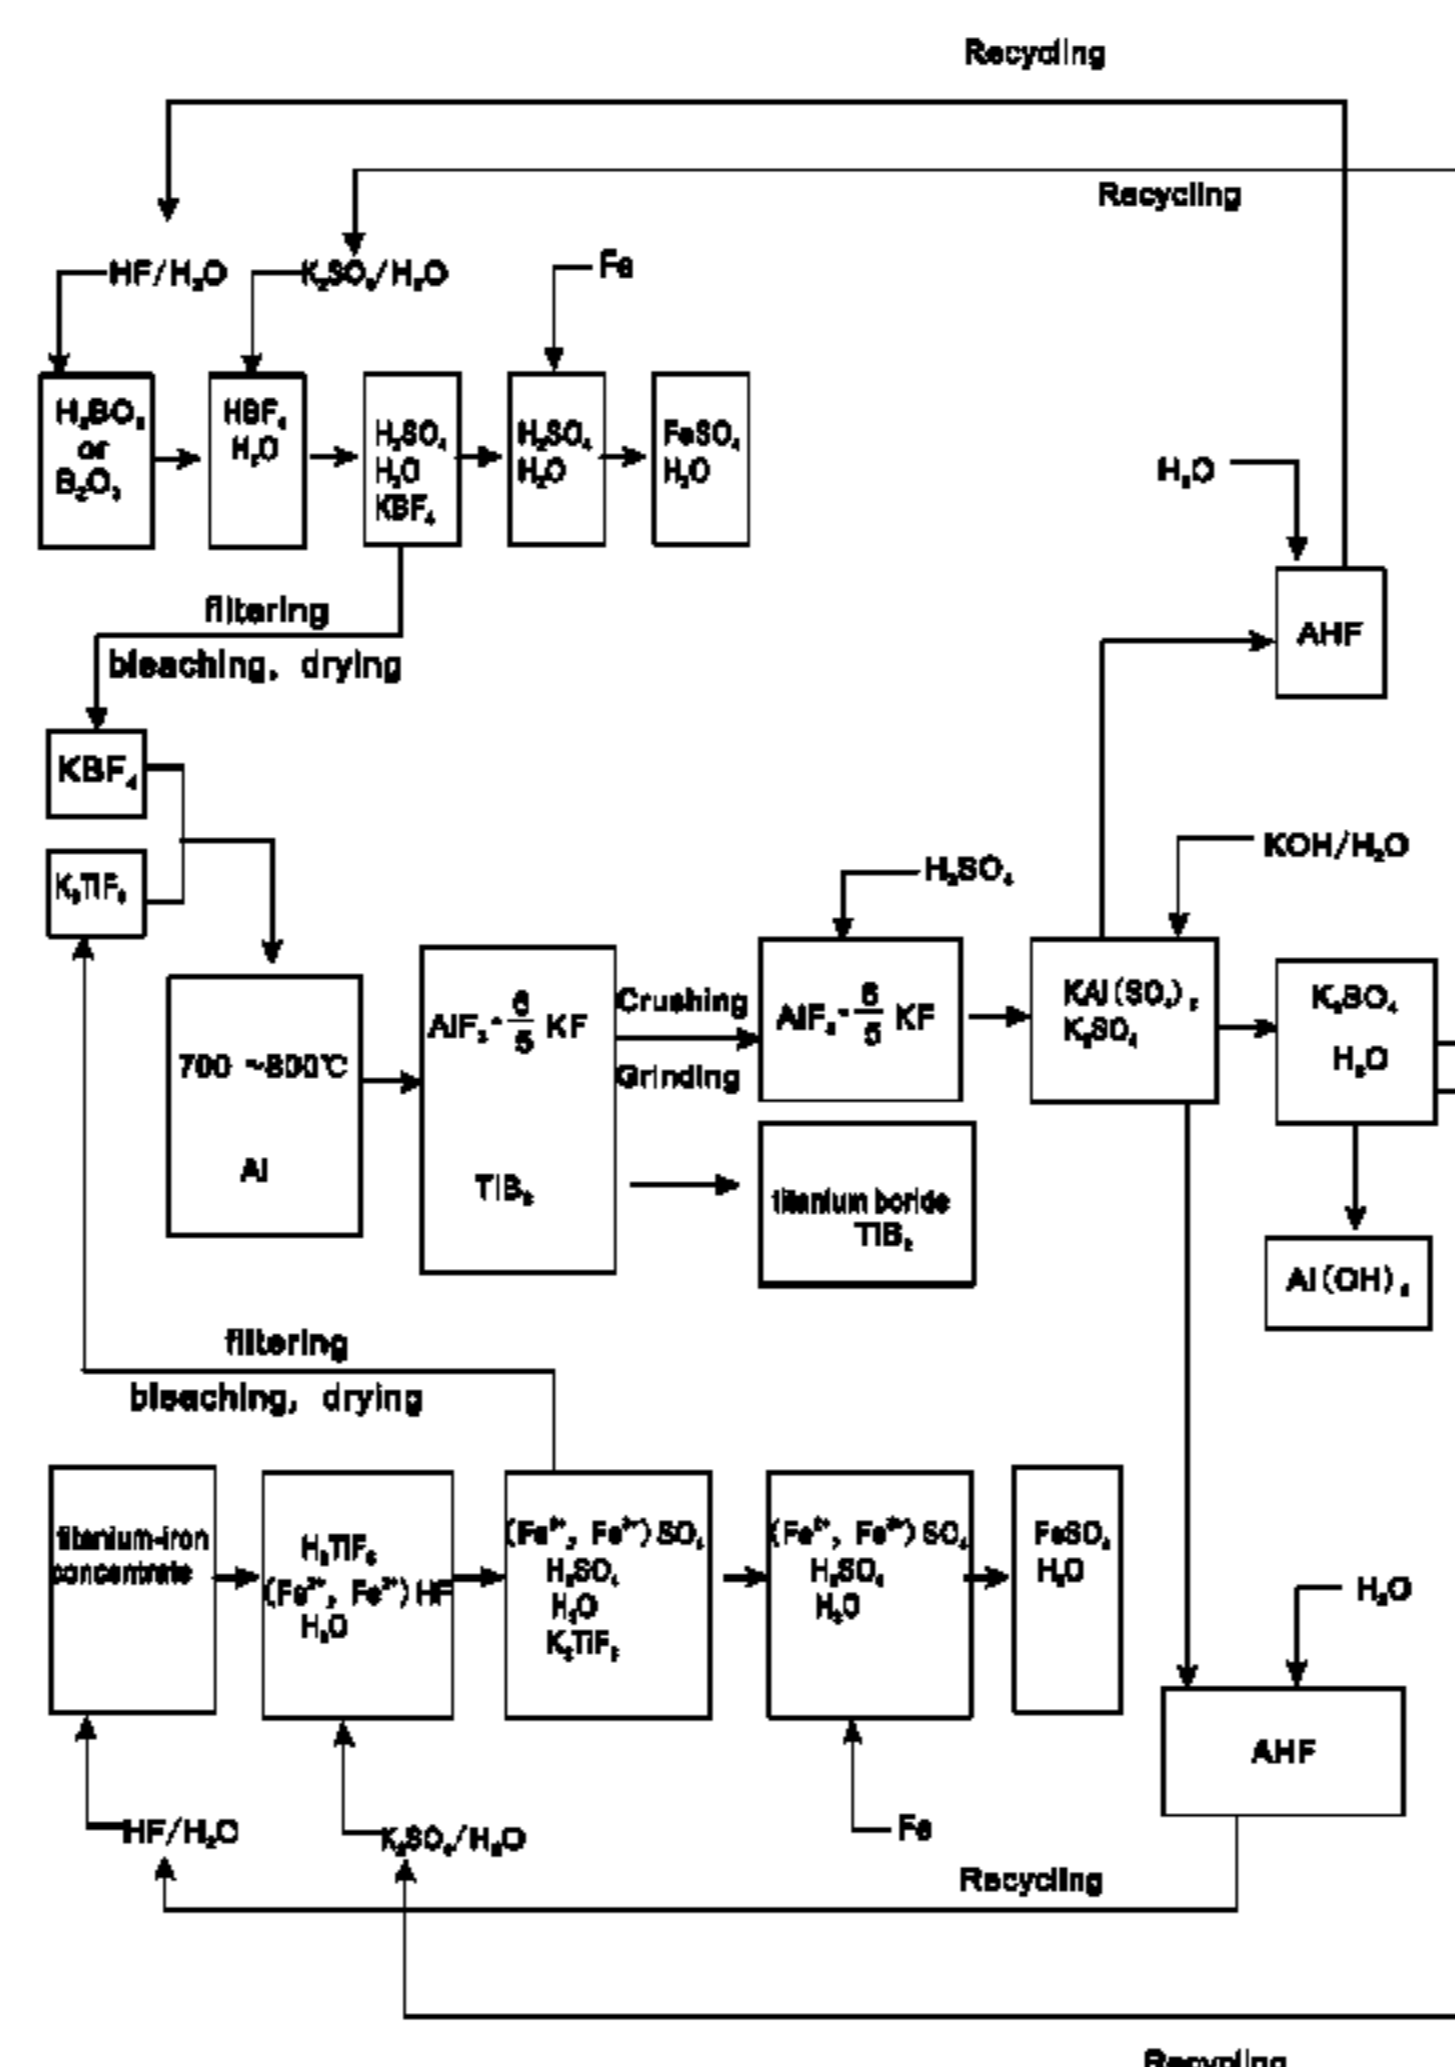 Recycling
Recycling
HF/H₂O
K₂SO₄/H₂O
Fe
H₃BO₃
or
B₂O₃
HBF₄
H₂O
H₂SO₄
H₂O
KBF₄
H₂SO₄
H₂O
FeSO₄
H₂O
H₂O
filtering
bleaching, drying
AHF
KBF₄
K₂TiF₆
H₂SO₄
KOH/H₂O
700 ~800℃
Al
AlF₃·6/5 KF
TiB₂
Crushing
Grinding
AlF₃·6/5 KF
KAl(SO₄)₂
K₂SO₄
K₂SO₄
H₂O
titanium boride
TiB₂
Al(OH)₃
filtering
bleaching, drying
titanium-iron
concentrate
H₂TiF₆
(Fe²⁺, Fe³⁺)HF
H₂O
(Fe²⁺, Fe³⁺)SO₄
H₂SO₄
H₂O
K₂TiF₆
(Fe²⁺, Fe³⁺)SO₄
H₂SO₄
H₂O
FeSO₄
H₂O
H₂O
AHF
HF/H₂O
K₂SO₄/H₂O
Fe
Recycling
Recycling